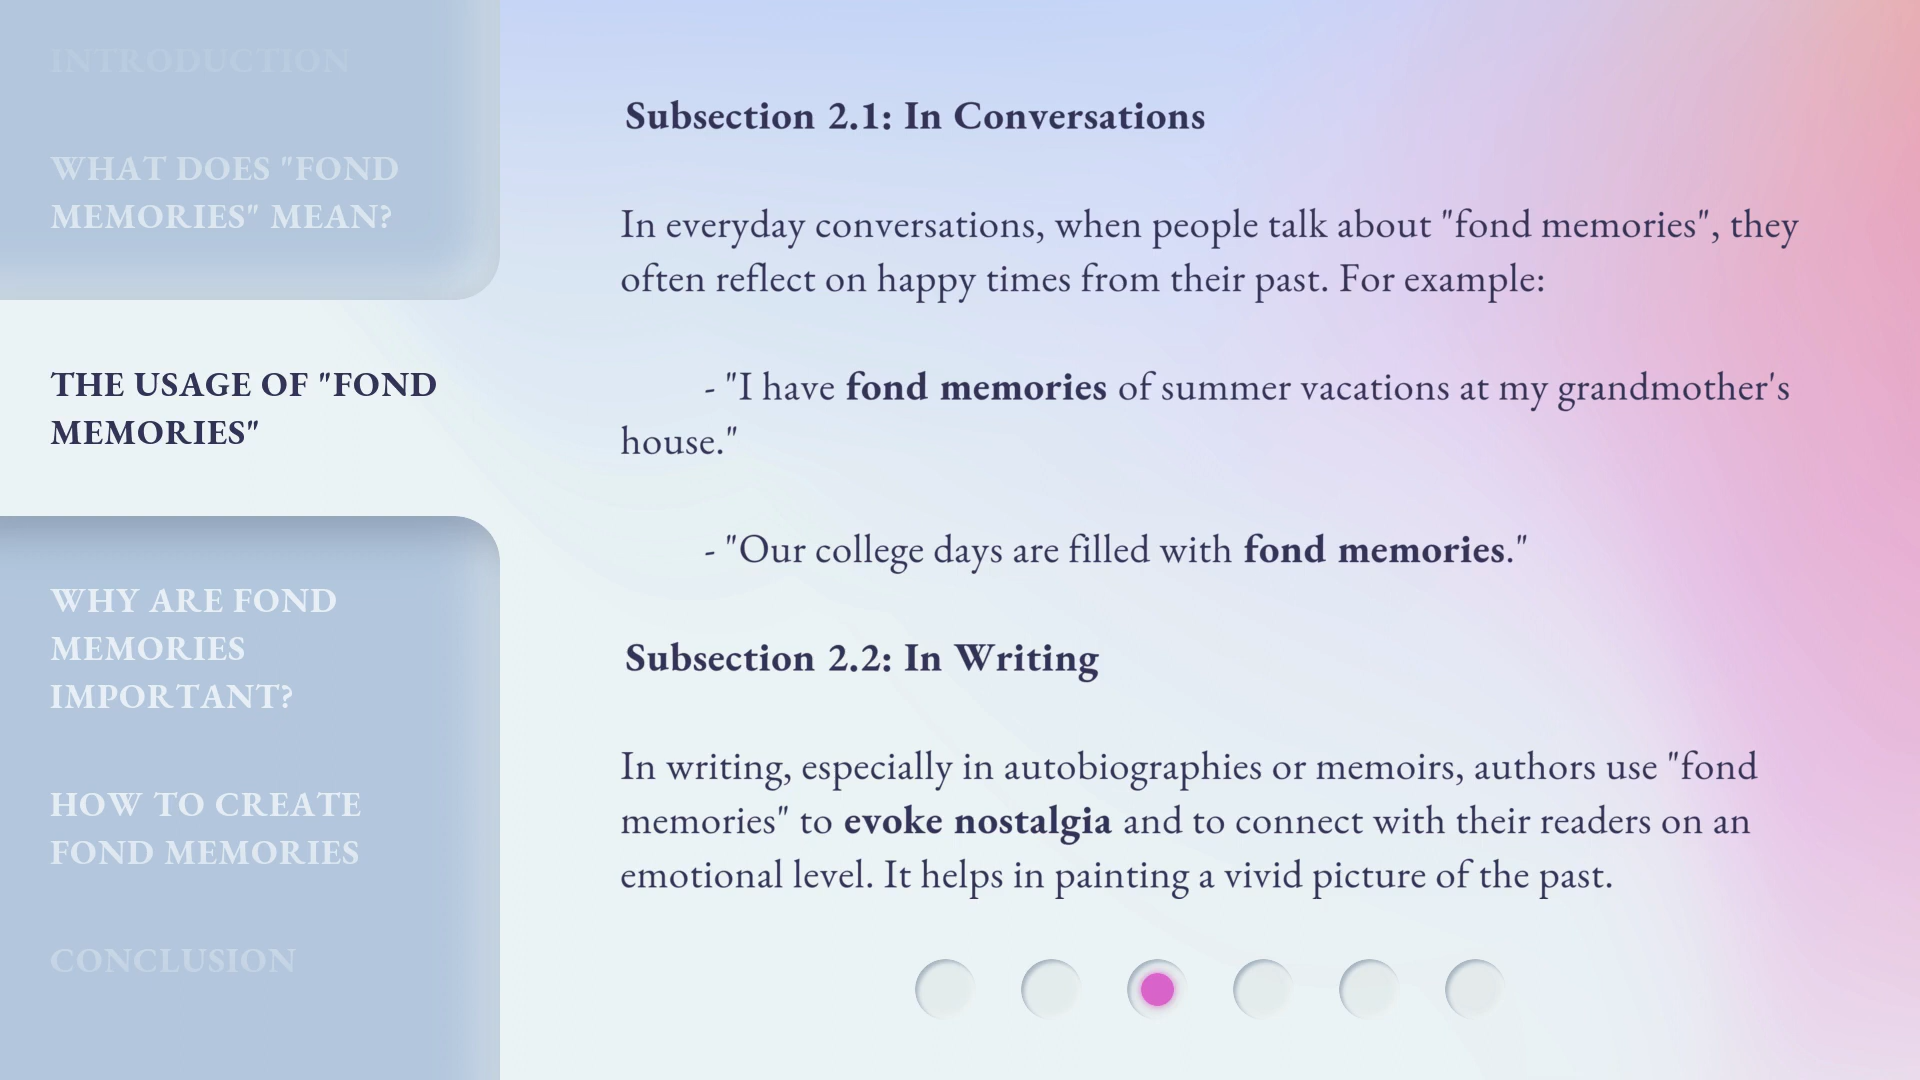 INTRODUCTION
WHAT DOES "FOND
MEMORIES" MEAN?
THE USAGE OF "FOND
MEMORIES"
WHY ARE FOND
MEMORIES
IMPORTANT?
HOW TO CREATE
FOND MEMORIES
CONCLUSION
Subsection 2.1: In Conversations
In everyday conversations, when people talk about "fond memories", they
often reflect on happy times from their past. For example:
- "I have fond memories of summer vacations at my grandmother's
house."
- "Our college days are filled with fond memories."
Subsection 2.2: In Writing
In writing, especially in autobiographies or memoirs, authors use "fond
memories" to evoke nostalgia and to connect with their readers on an
emotional level. It helps in painting a vivid picture of the past.